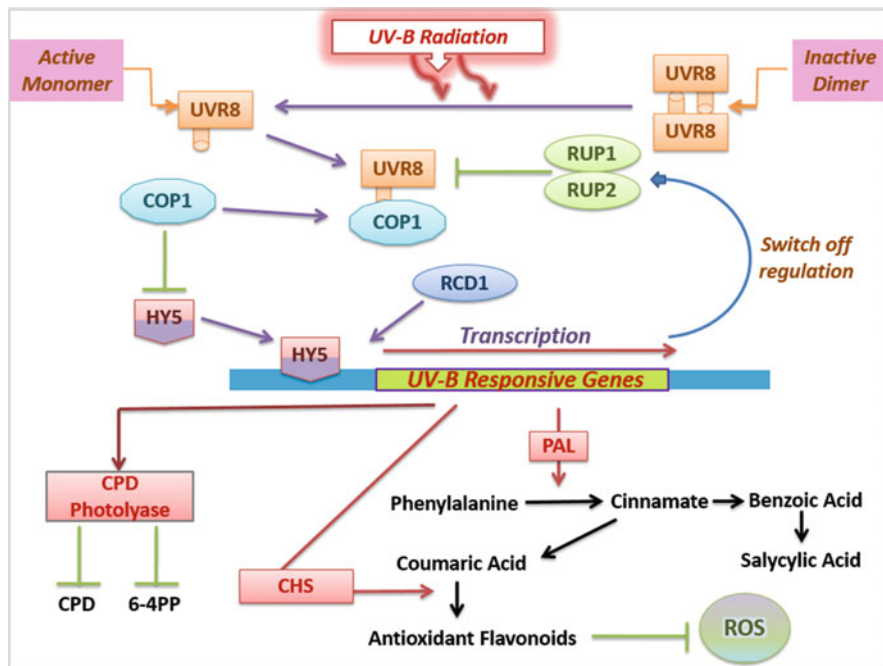 UV-B Radiation
Active
Monomer
Inactive
Dimer
UVR8
UVR8
UVR8
UVR8
COP1
COP1
RUP1
RUP2
Switch off
regulation
HY5
RCD1
HY5
Transcription
UV-B Responsive Genes
CPD
Photolyase
PAL
Phenylalanine
Cinnamate
Benzoic Acid
Coumaric Acid
Salycylic Acid
CHS
CPD
6-4PP
Antioxidant Flavonoids
ROS